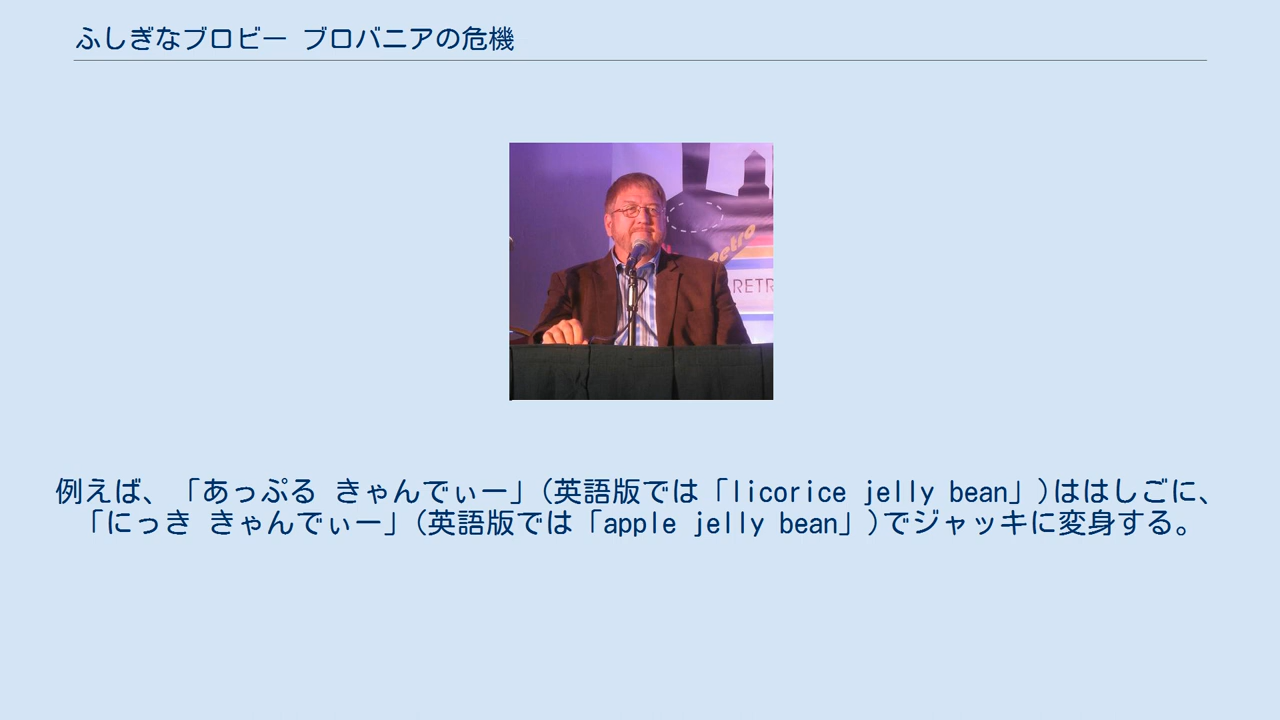 ふしぎなブロビー ブロバニアの危機
etro
RETR
例えば、「あっぷる きゃんでぃー」(英語版では「licorice jelly bean」)ははしごに、
「にっき きゃんでぃー」(英語版では「apple jelly bean」)でジャッキに変身する。